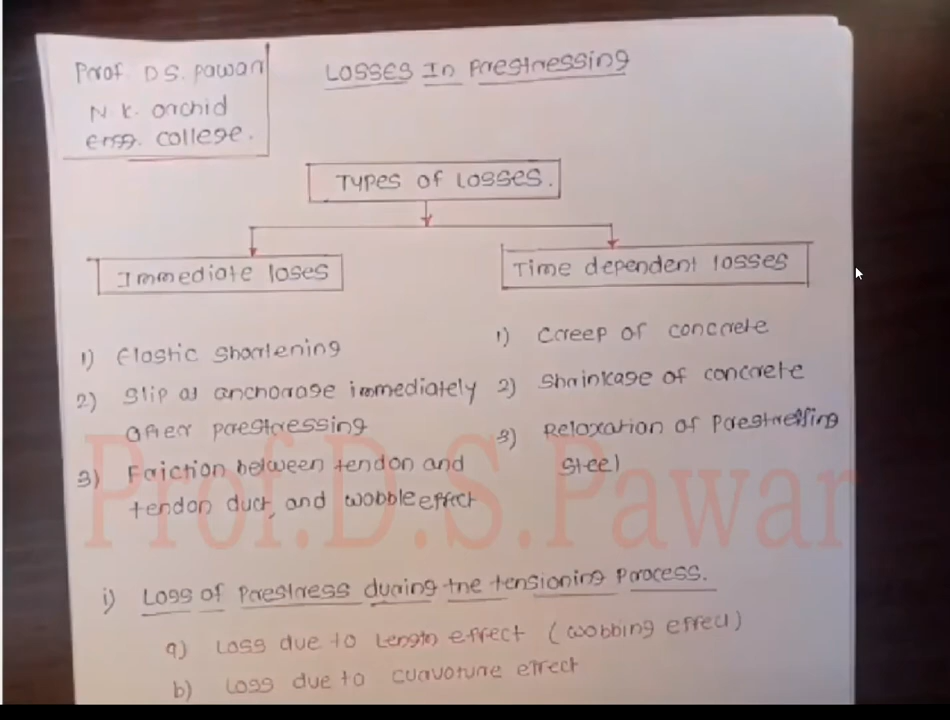 Prof. D S. Pawar
N K. orchid
engg. college.
Losses In Prestressing
Types of Losses.
Immediate loses
Time dependent losses
1) Elastic shortening
2) Slip at anchorage immediately
after prestressing
3) Friction between tendon and
tendon duct, and wobble effect
1) Creep of concrete
2) Shrinkage of concrete
3) Relaxation of Prestressing
steel
Prof.D.S.Pawar
i) Loss of Prestress during the tensioning Process.
a) Loss due to Length effect (wobbing effect)
b) Loss due to curvature effect